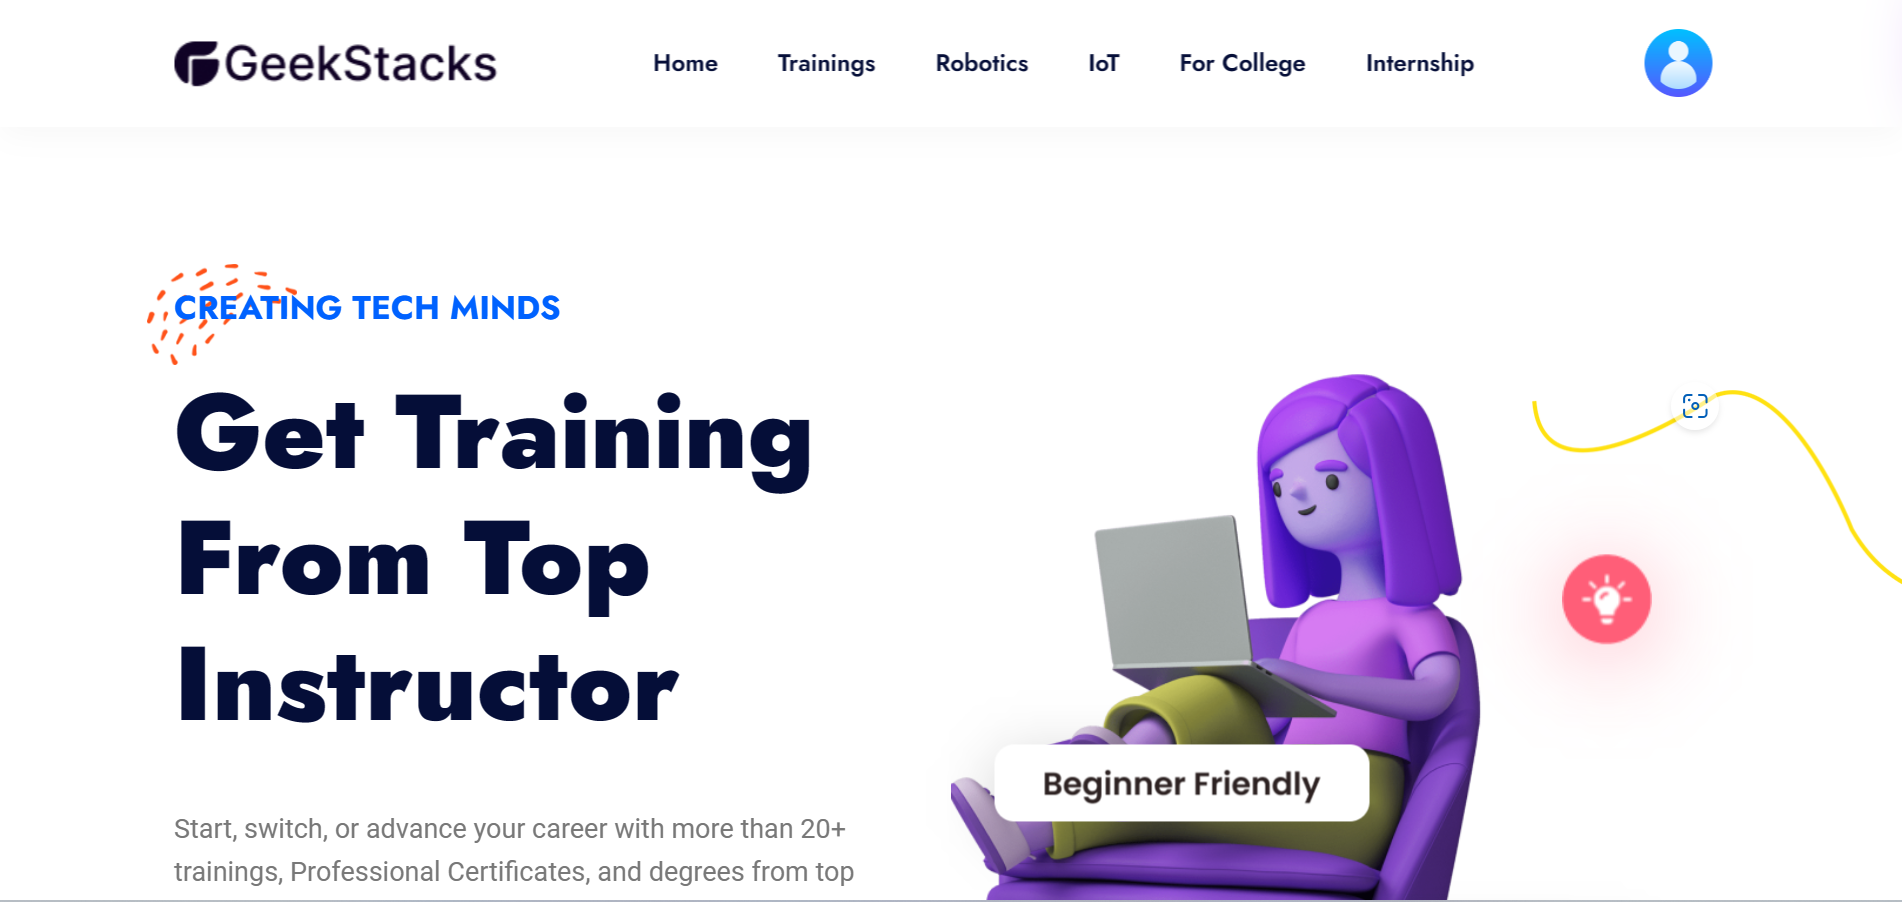 GeekStacks
Home
Trainings
Robotics
IoT
For College
Internship
CREATING TECH MINDS
Get Training
From Top
Instructor
Beginner Friendly
Start, switch, or advance your career with more than 20+
trainings, Professional Certificates, and degrees from top